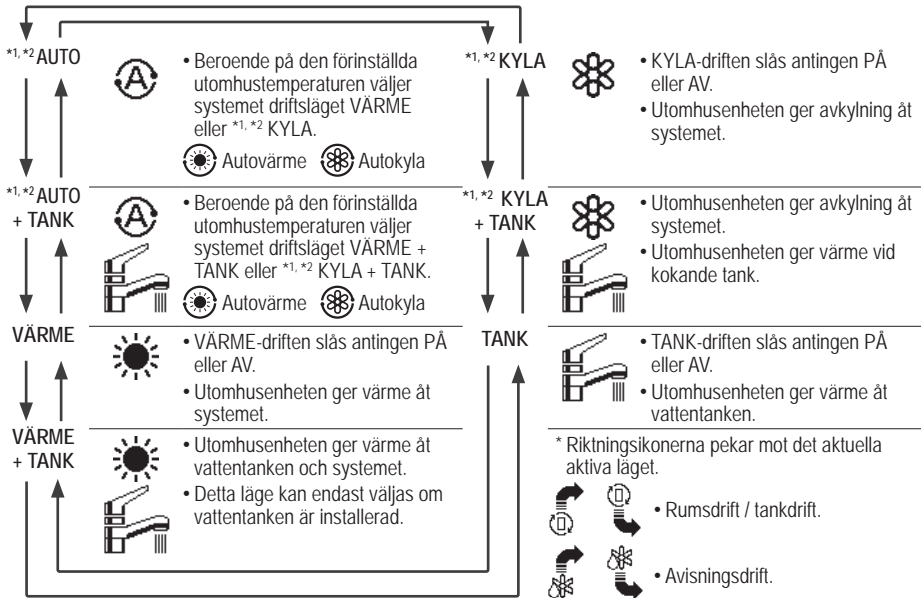 *1, *2 AUTO
• Beroende på den förinställda
utomhustemperaturen väljer
systemet driftsläget VÄRME
eller *1, *2 KYLA.
Autovärme Autokyla
*1, *2 AUTO
+ TANK
• Beroende på den förinställda
utomhustemperaturen väljer
systemet driftsläget VÄRME +
TANK eller *1, *2 KYLA + TANK.
Autovärme Autokyla
VÄRME
• VÄRME-driften slås antingen PÅ
eller AV.
• Utomhusenheten ger värme åt
systemet.
VÄRME
+ TANK
• Utomhusenheten ger värme åt
vattentanken och systemet.
• Detta läge kan endast väljas om
vattentanken är installerad.
*1, *2 KYLA
• KYLA-driften slås antingen PÅ
eller AV.
• Utomhusenheten ger avkylning åt
systemet.
*1, *2 KYLA
+ TANK
• Utomhusenheten ger avkylning åt
systemet.
• Utomhusenheten ger värme vid
kokande tank.
TANK
• TANK-driften slås antingen PÅ
eller AV.
• Utomhusenheten ger värme åt
vattentanken.
* Riktningsikonerna pekar mot det aktuella
aktiva läget.
• Rumsdrift / tankdrift.
• Avisningsdrift.